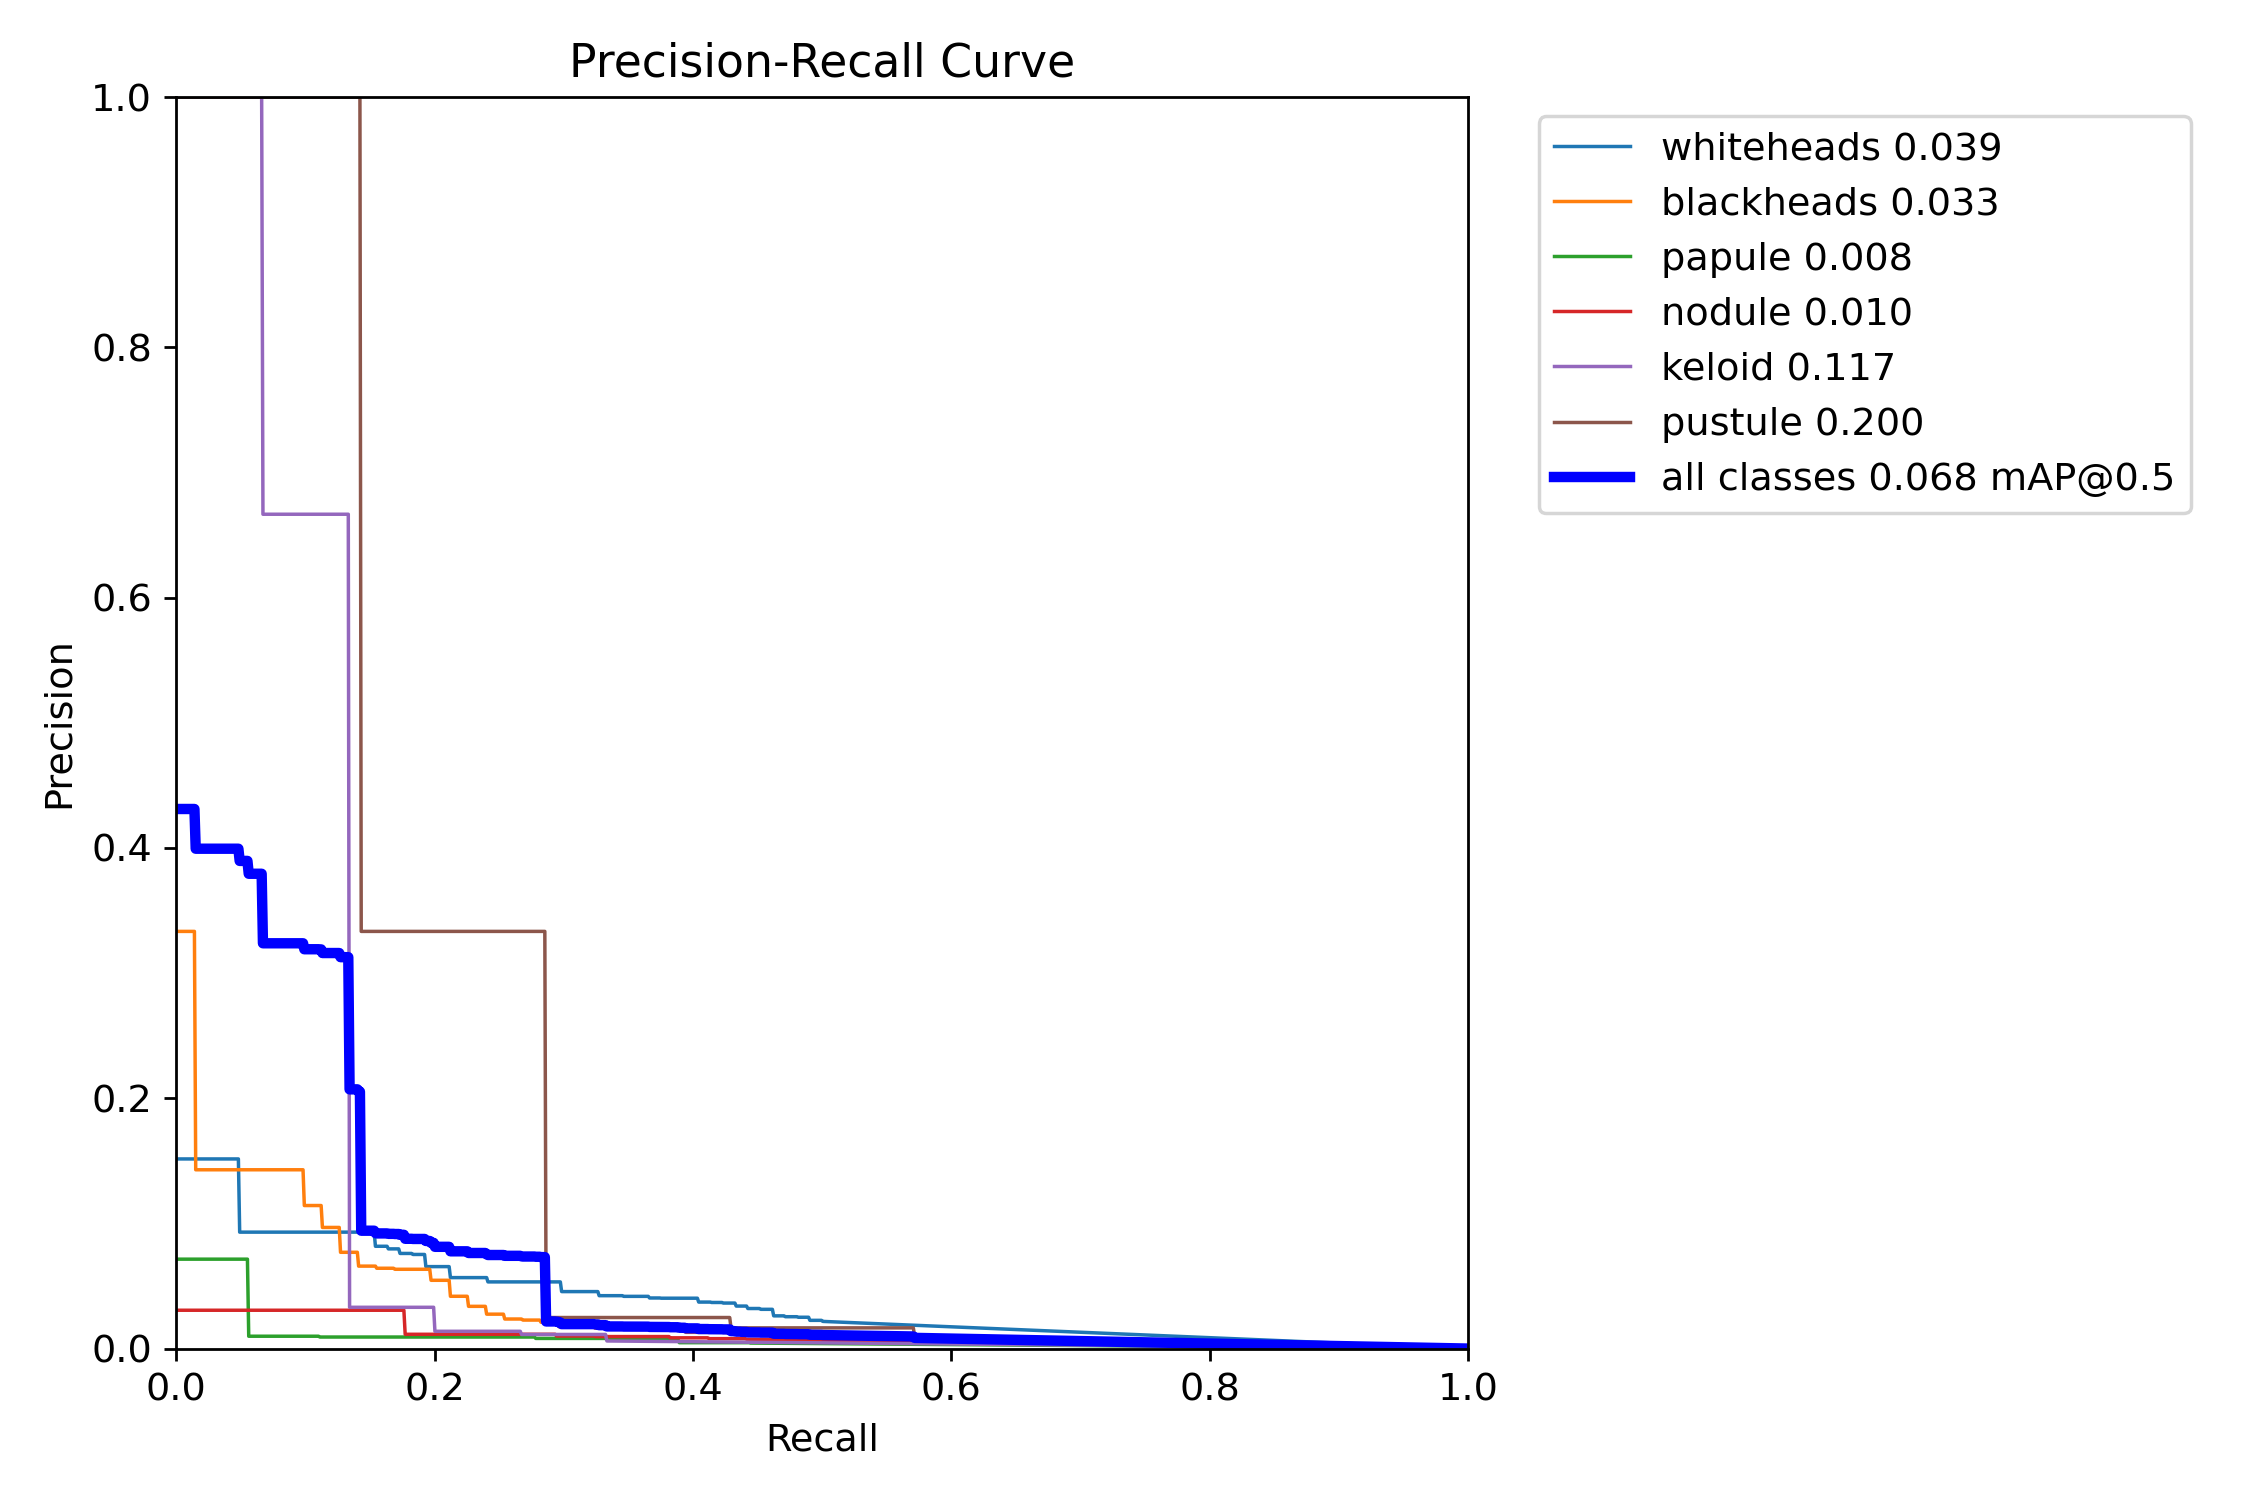 Precision-Recall Curve
1.0
0.8
0.6
0.4
0.2
0.0
Precision
0.0 0.2 0.4 0.6 0.8 1.0
Recall
whiteheads 0.039
blackheads 0.033
papule 0.008
nodule 0.010
keloid 0.117
pustule 0.200
all classes 0.068 mAP@0.5